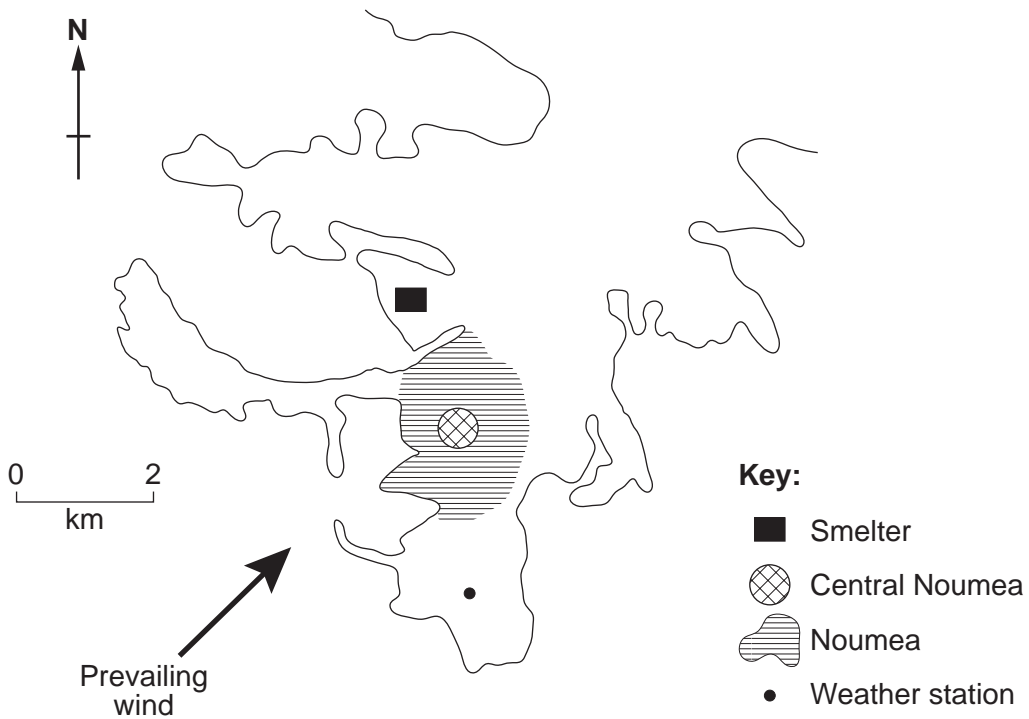 N
0 2
km
Prevailing
wind
Key:
Smelter
Central Noumea
Noumea
Weather station